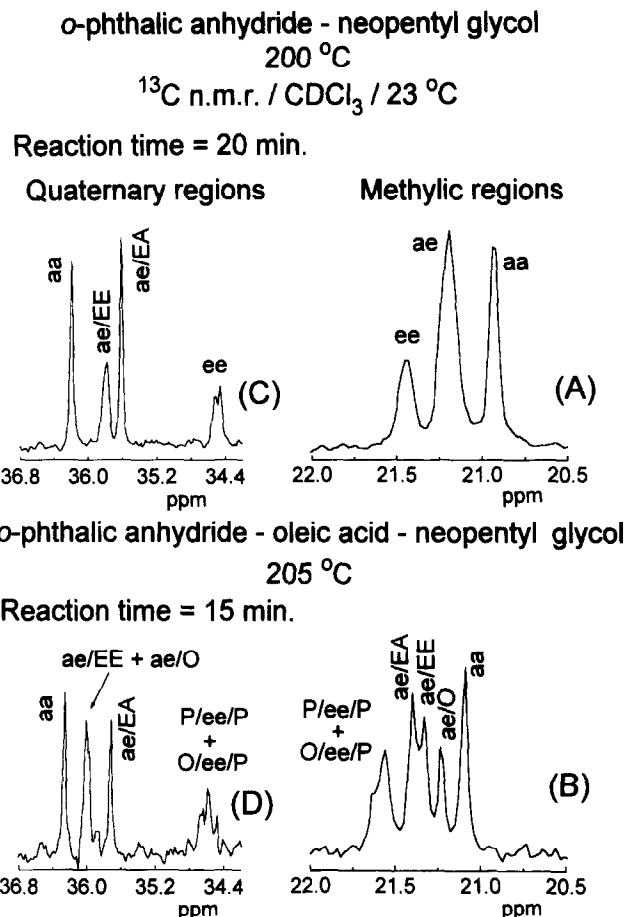 o-phthalic anhydride - neopentyl glycol
200 °C
¹³C n.m.r. / CDCl₃ / 23 °C
Reaction time = 20 min.
Quaternary regions
Methylic regions
aa
ae/EE
ae/EA
ee
(C)
36.8 36.0 35.2 34.4
ppm
ee
ae
aa
(A)
22.0 21.5 21.0 20.5
ppm
o-phthalic anhydride - oleic acid - neopentyl glycol
205 °C
Reaction time = 15 min.
ae/EE + ae/O
aa
ae/EA
P/ee/P
+
O/ee/P
(D)
36.8 36.0 35.2 34.4
ppm
P/ee/P
+
O/ee/P
ae/EA
ae/EE
ae/O
aa
(B)
22.0 21.5 21.0 20.5
ppm